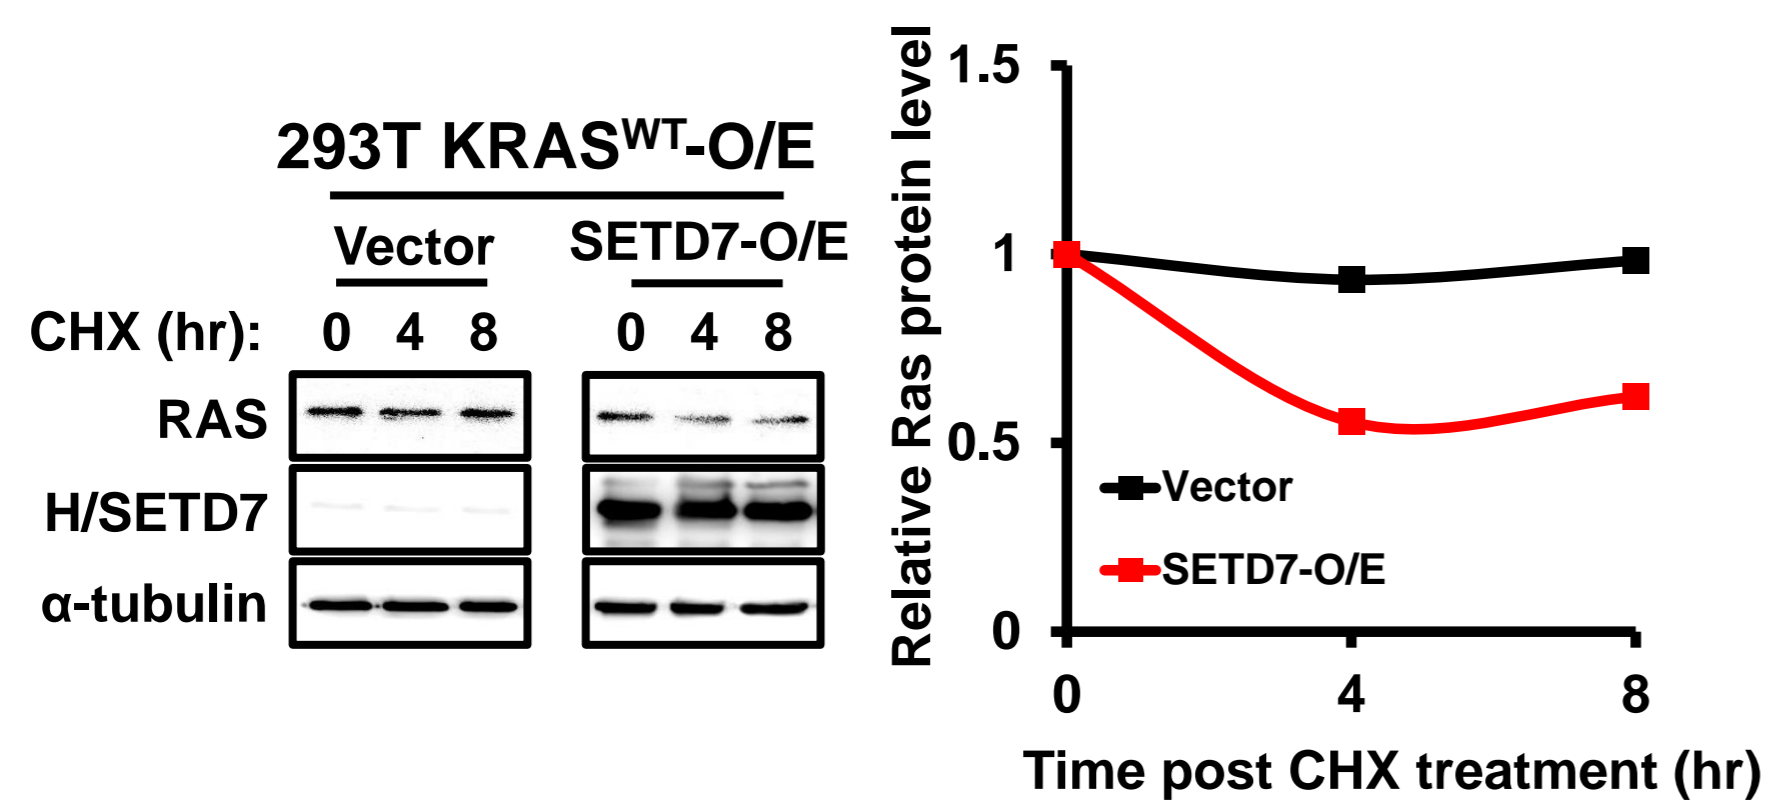 293T KRASWT-O/E
Vector SETD7-O/E
CHX (hr): 0 4 8 0 4 8
RAS
H/SETD7
α-tubulin
Relative Ras protein level
1.5
1
0.5
0
Vector
SETD7-O/E
0 4 8
Time post CHX treatment (hr)